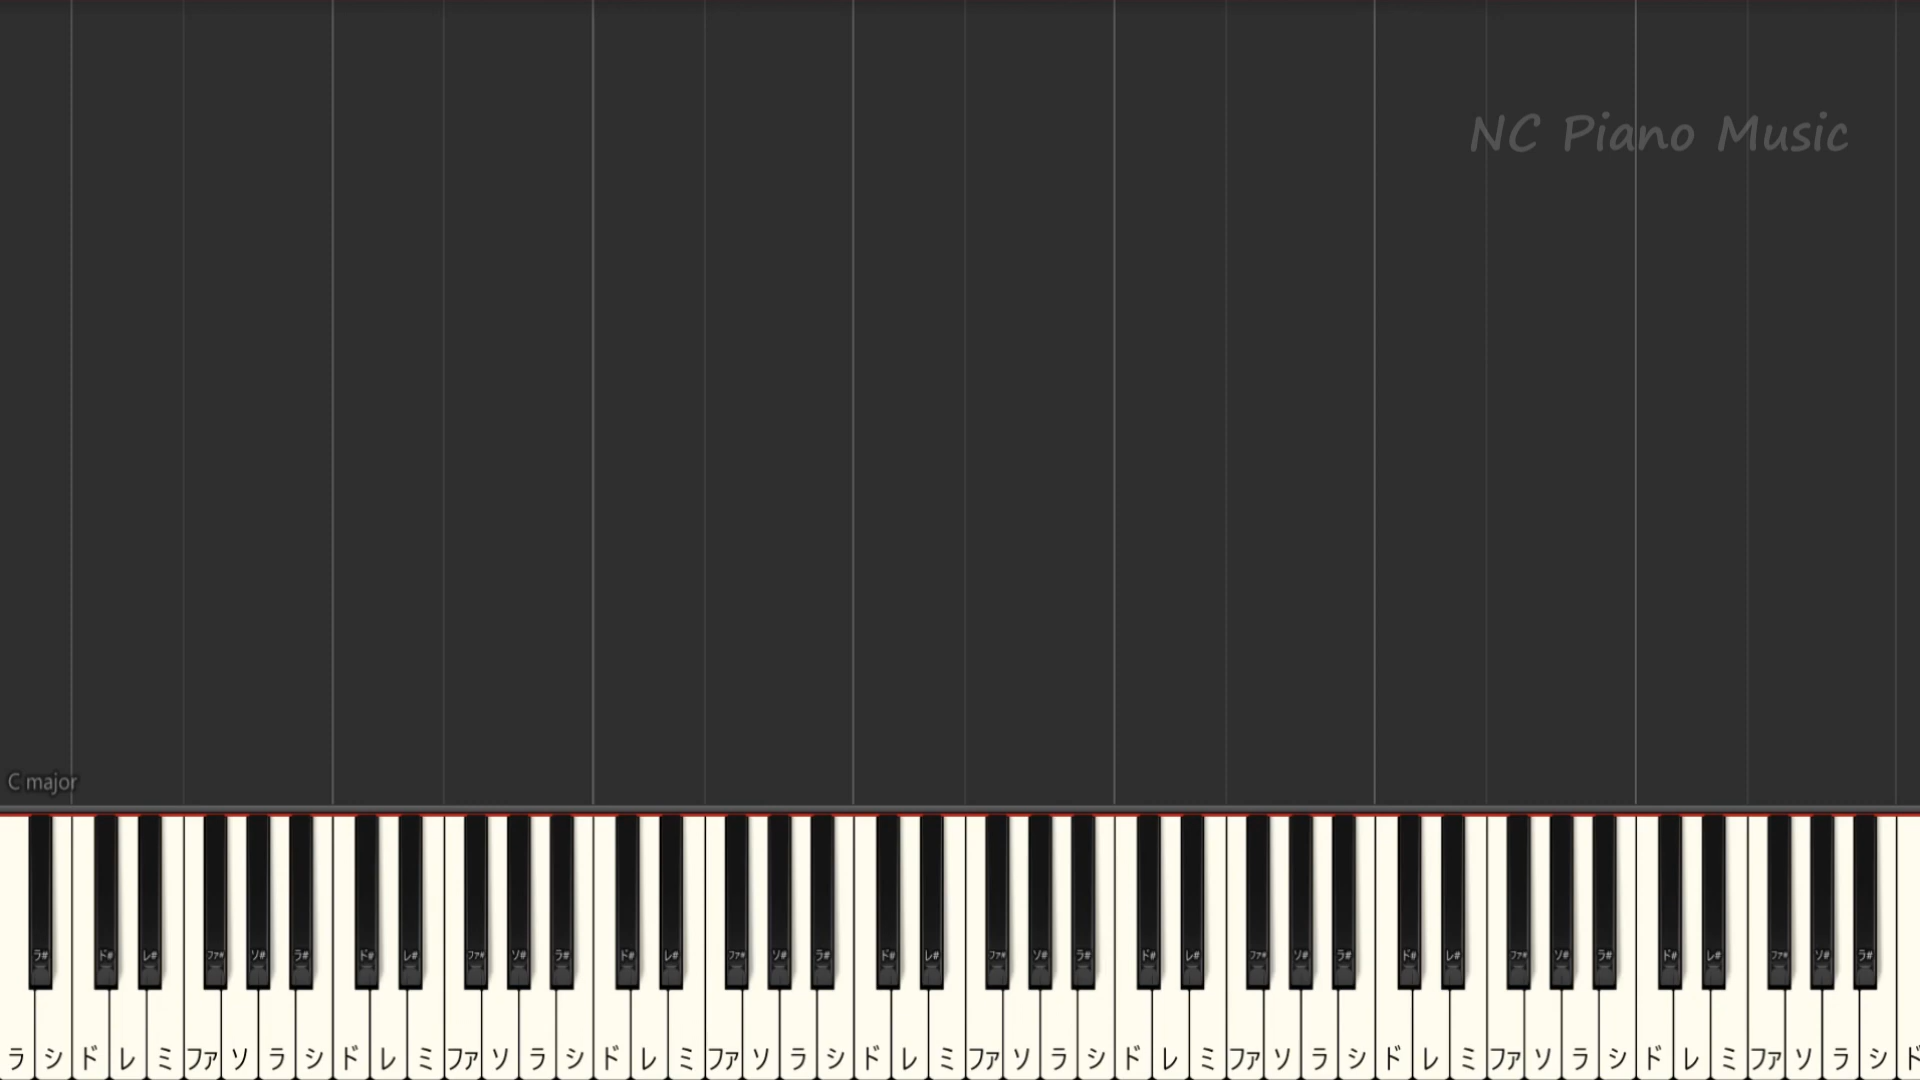 NC Piano Music
C major
ラ# ド# レ# ファ# ソ# ラ# ド# レ# ファ# ソ# ラ# ド# レ# ファ# ソ# ラ# ド# レ# ファ# ソ# ラ# ド# レ# ファ# ソ# ラ# ド# レ# ファ# ソ# ラ# ド# レ# ファ# ソ# ラ#
ラ シ ド レ ミ ファ ソ ラ シ ド レ ミ ファ ソ ラ シ ド レ ミ ファ ソ ラ シ ド レ ミ ファ ソ ラ シ ド レ ミ ファ ソ ラ シ ド レ ミ ファ ソ ラ シ ド レ ミ ファ ソ ラ シ ド